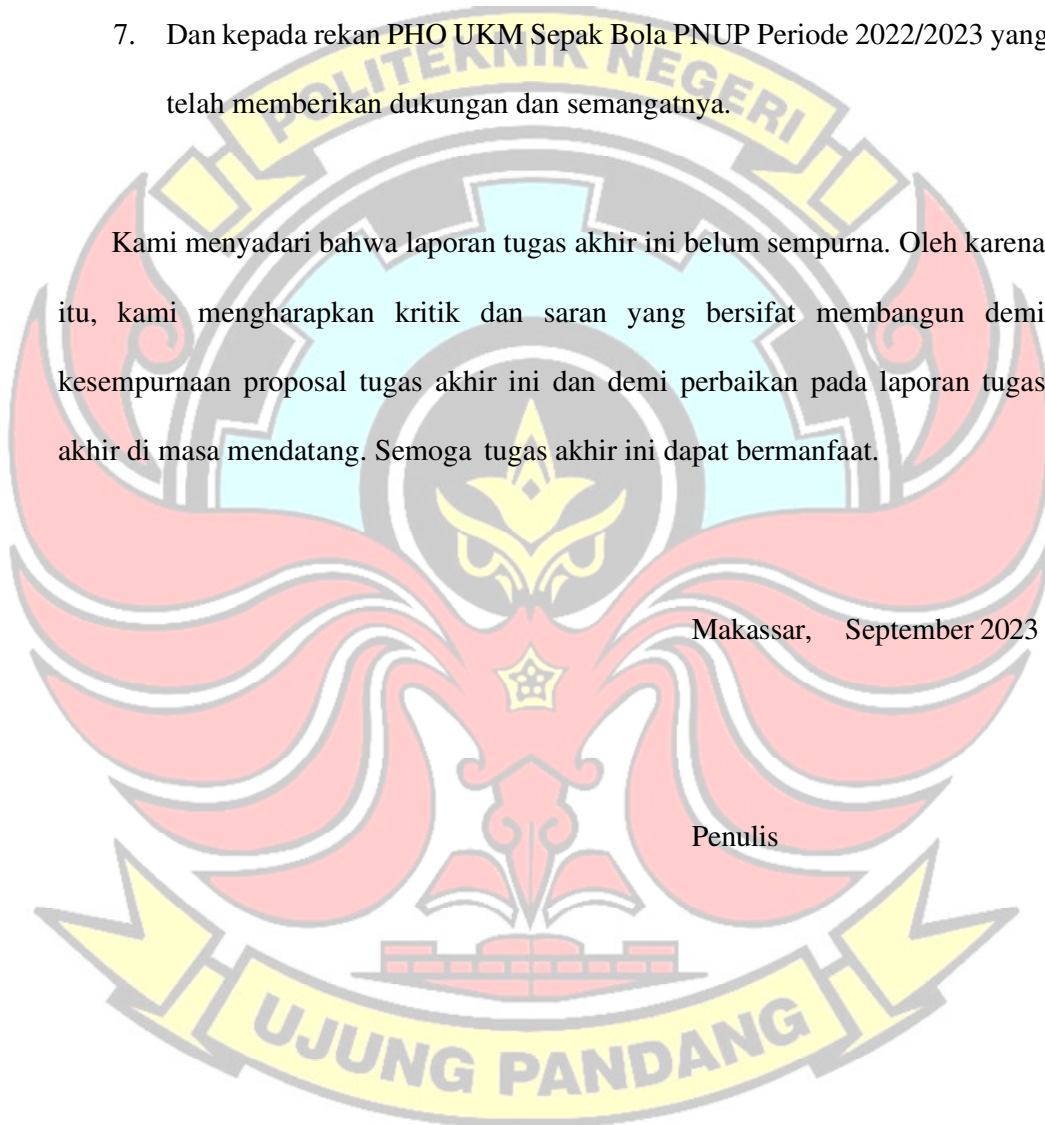 7. Dan kepada rekan PHO UKM Sepak Bola PNUP Periode 2022/2023 yang
POLITEKNIK NEGERI
telah memberikan dukungan dan semangatnya.
Kami menyadari bahwa laporan tugas akhir ini belum sempurna. Oleh karena
itu, kami mengharapkan kritik dan saran yang bersifat membangun demi
kesempurnaan proposal tugas akhir ini dan demi perbaikan pada laporan tugas
akhir di masa mendatang. Semoga tugas akhir ini dapat bermanfaat.
Makassar, September 2023
Penulis
UJUNG PANDANG